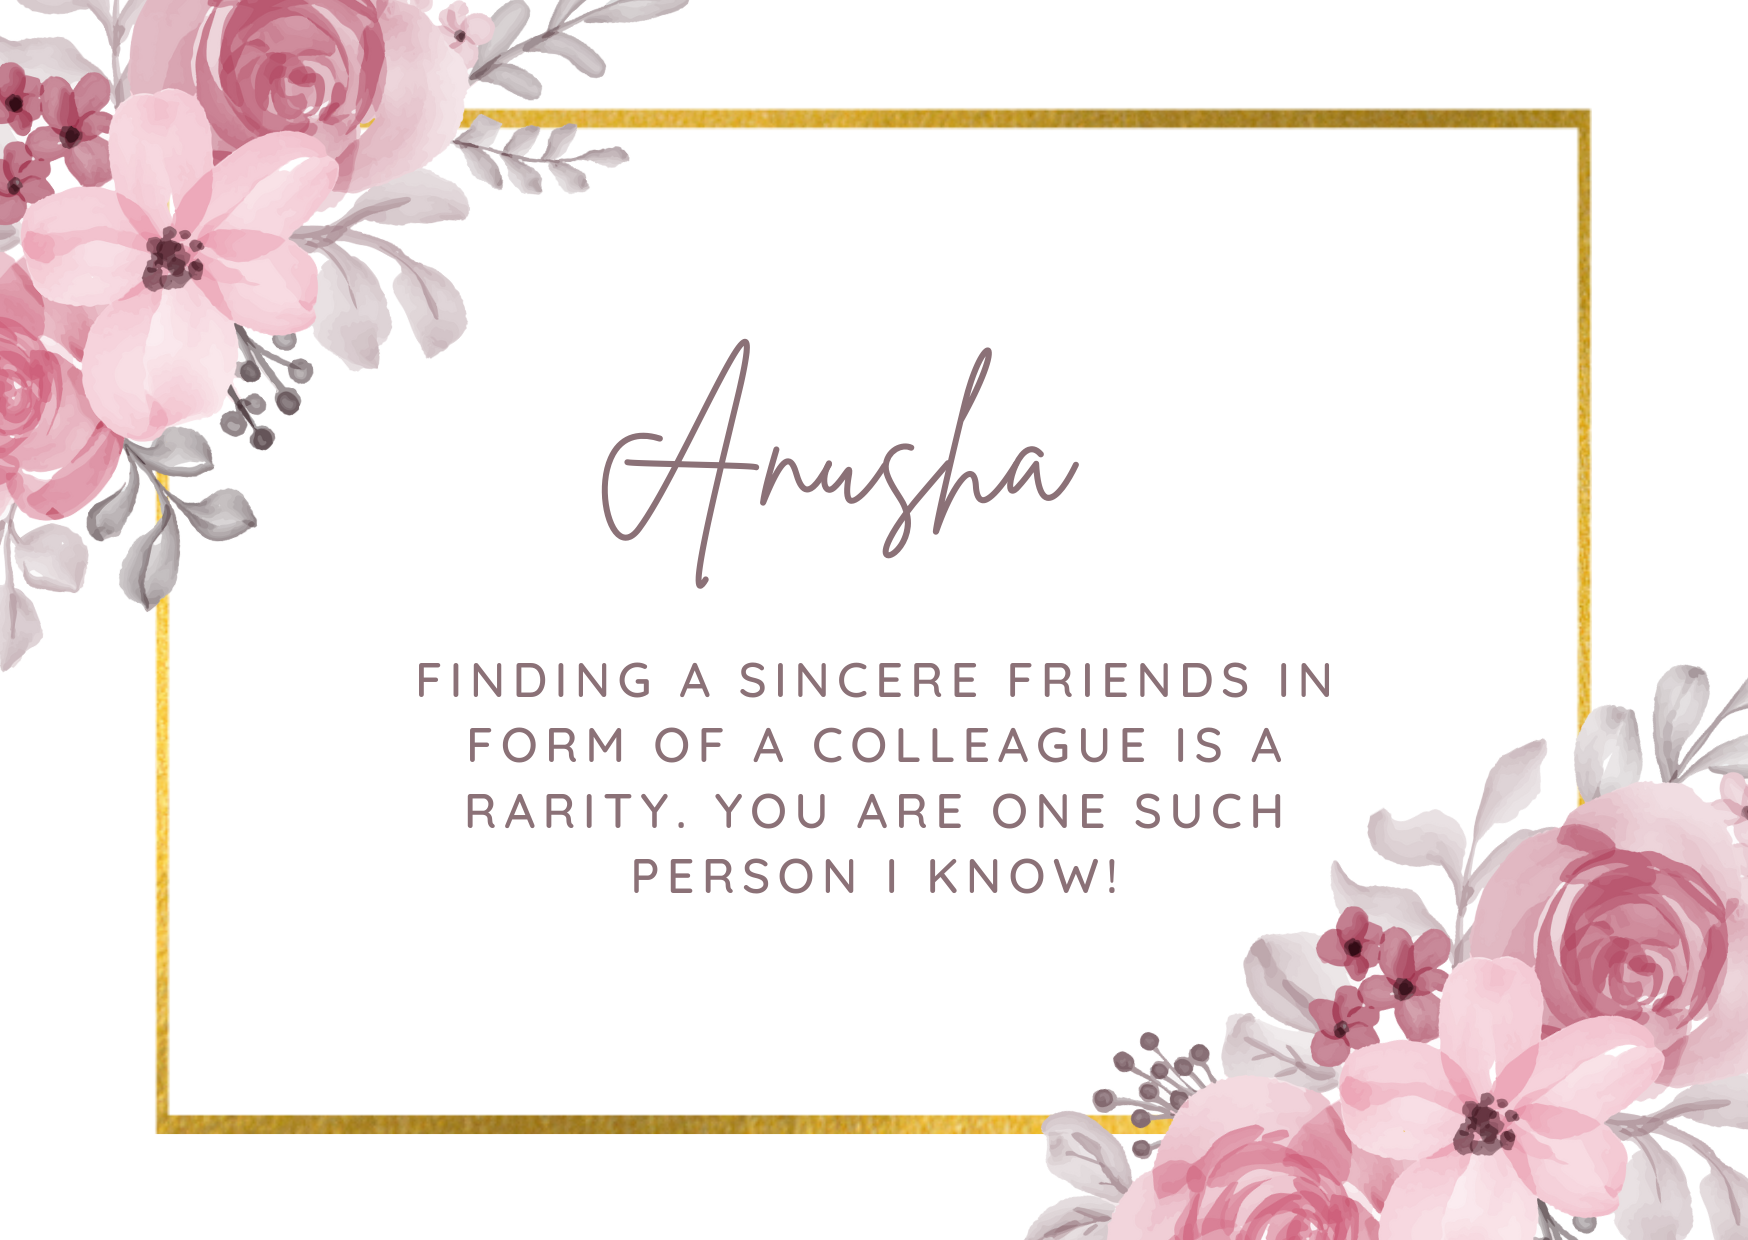 Anusha
FINDING A SINCERE FRIENDS IN
FORM OF A COLLEAGUE IS A
RARITY. YOU ARE ONE SUCH
PERSON I KNOW!